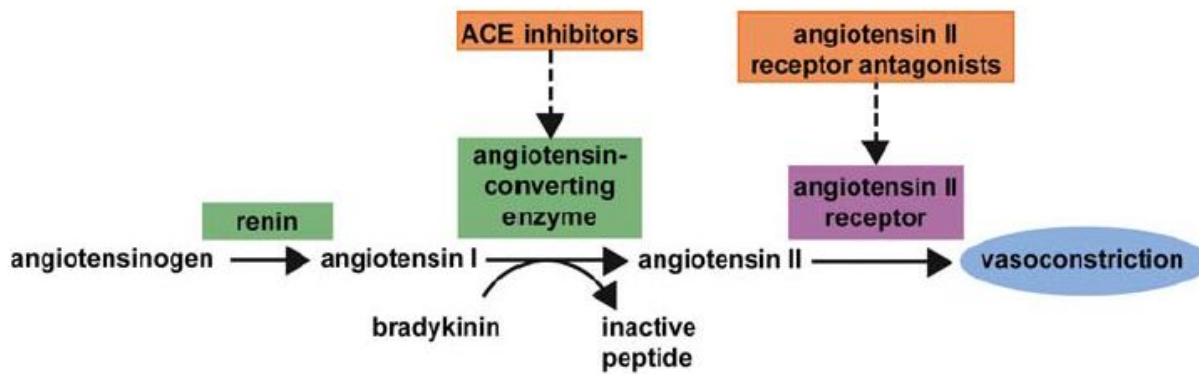 ACE inhibitors
angiotensin II
receptor antagonists
angiotensin-
converting
enzyme
angiotensin II
receptor
renin
angiotensinogen
angiotensin I
angiotensin II
vasoconstriction
bradykinin
inactive
peptide